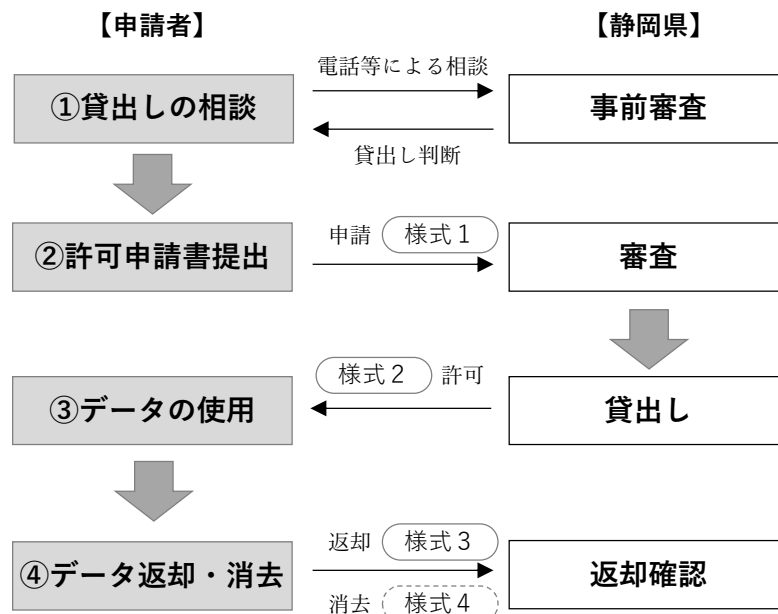 【申請者】 【静岡県】
電話等による相談
①貸出しの相談 事前審査
貸出し判断
②許可申請書提出 申請 様式1 審査
様式2 許可
③データの使用 貸出し
返却 様式3
④データ返却・消去 返却確認
消去 様式4